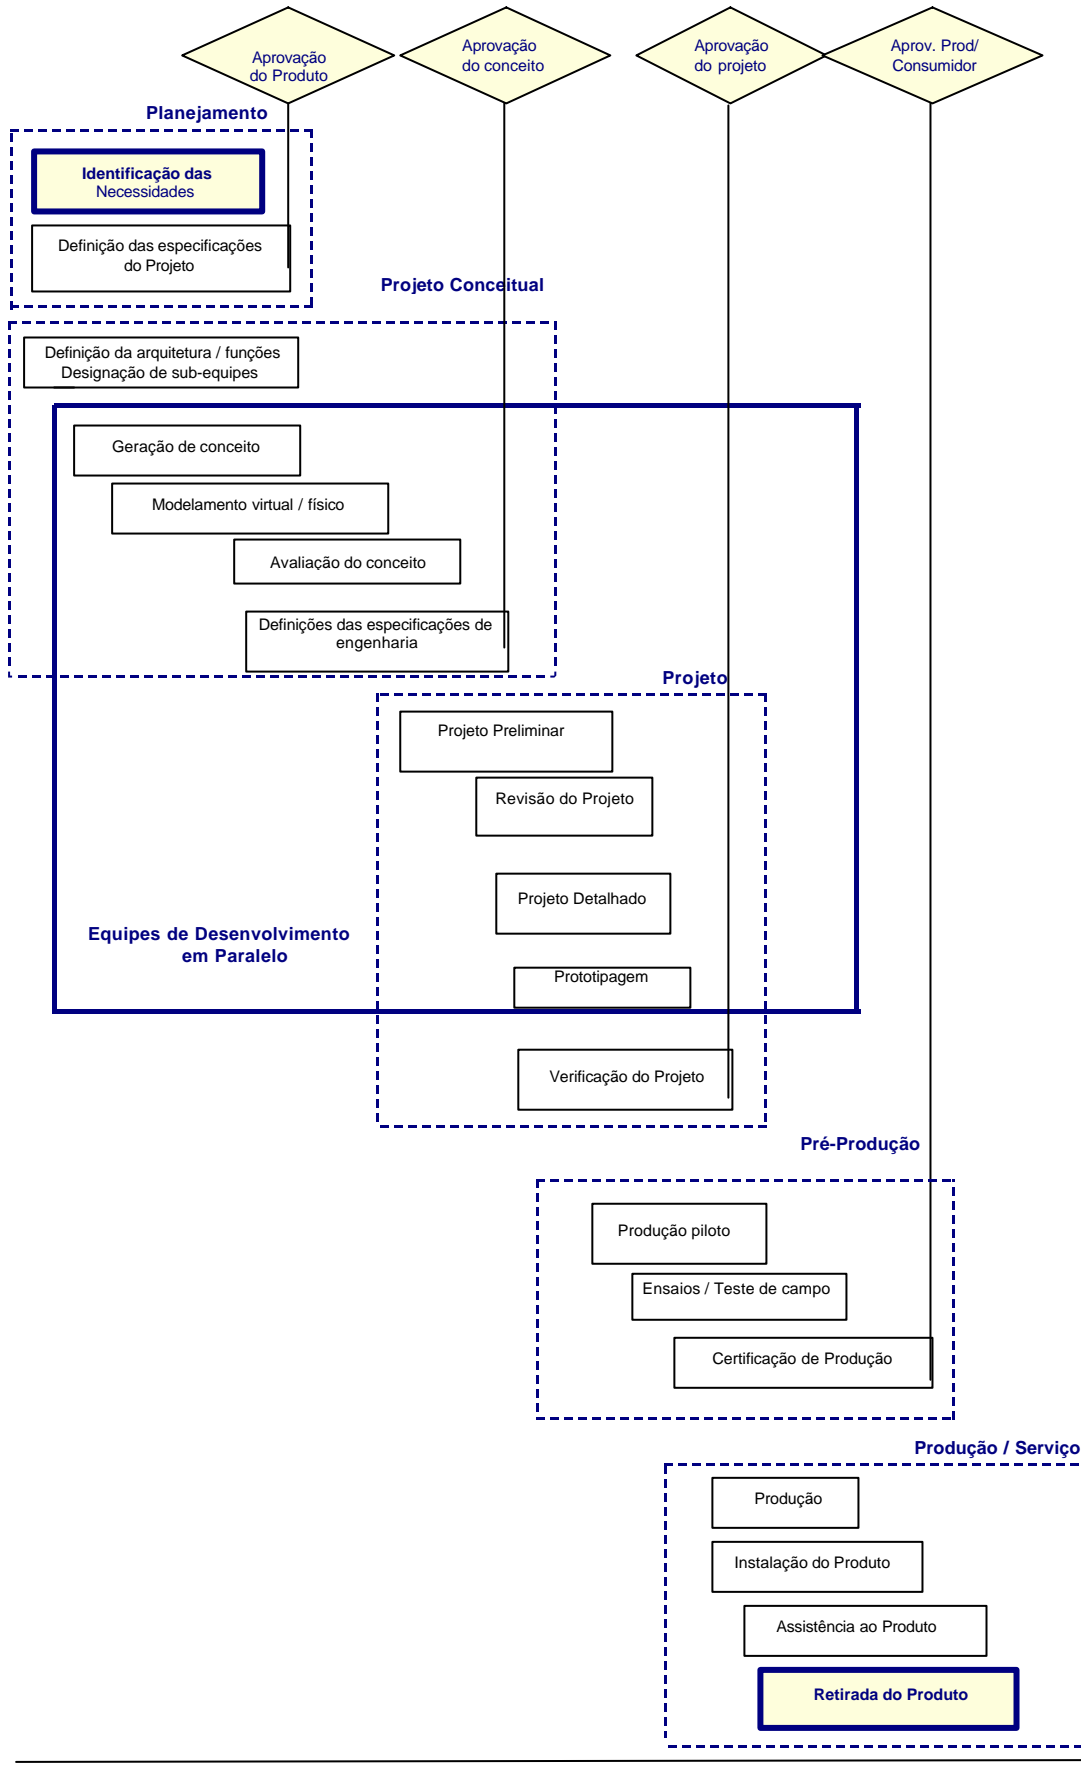 Aprovação
do Produto
Aprovação
do conceito
Aprovação
do projeto
Aprov. Prod/
Consumidor
Planejamento
Identificação das
Necessidades
Definição das especificações
do Projeto
Projeto Conceitual
Definição da arquitetura / funções
Designação de sub-equipes
Geração de conceito
Modelamento virtual / físico
Avaliação do conceito
Definições das especificações de
engenharia
Projeto
Projeto Preliminar
Revisão do Projeto
Projeto Detalhado
Equipes de Desenvolvimento
em Paralelo
Prototipagem
Verificação do Projeto
Pré-Produção
Produção piloto
Ensaios / Teste de campo
Certificação de Produção
Produção / Serviço
Produção
Instalação do Produto
Assistência ao Produto
Retirada do Produto